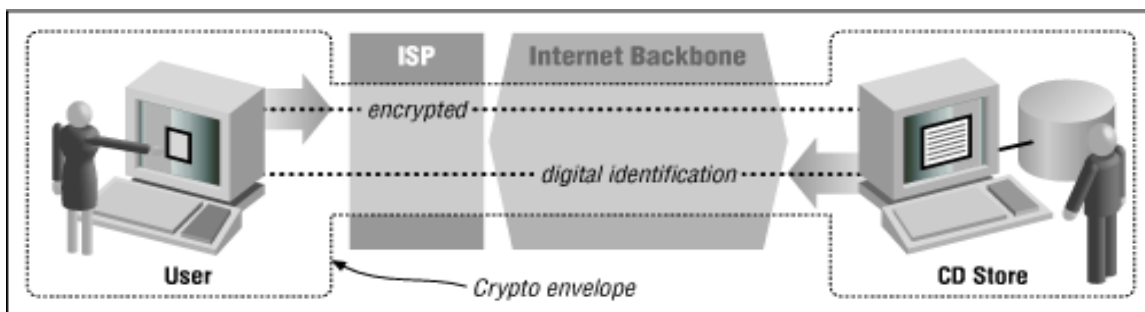 ISP
Internet Backbone
encrypted
digital identification
User
CD Store
Crypto envelope